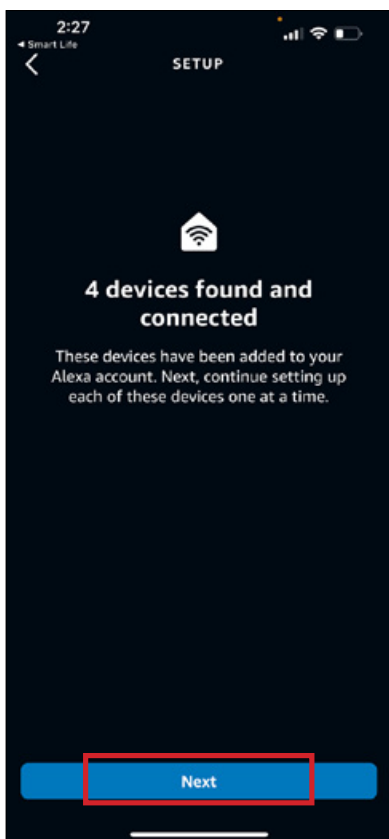 2:27
◄ Smart Life
SETUP
4 devices found and
connected
These devices have been added to your
Alexa account. Next, continue setting up
each of these devices one at a time.
Next